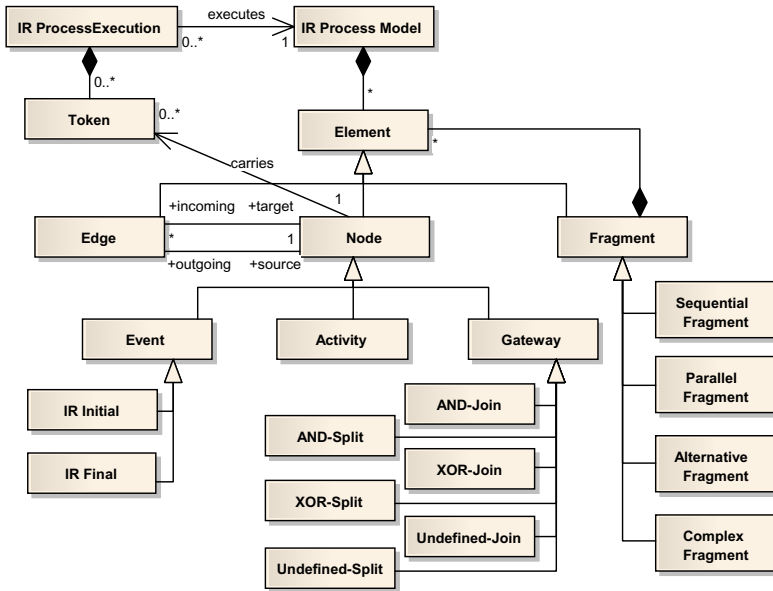 IR ProcessExecution
executes
IR Process Model
0..*
1
0..*
*
Token
0..*
Element
*
carries
1
+incoming
+target
Edge
*
1
Node
Fragment
+outgoing
+source
Event
Activity
Gateway
Sequential
Fragment
IR Initial
AND-Join
Parallel
Fragment
AND-Split
IR Final
XOR-Join
Alternative
Fragment
XOR-Split
Undefined-Join
Complex
Fragment
Undefined-Split